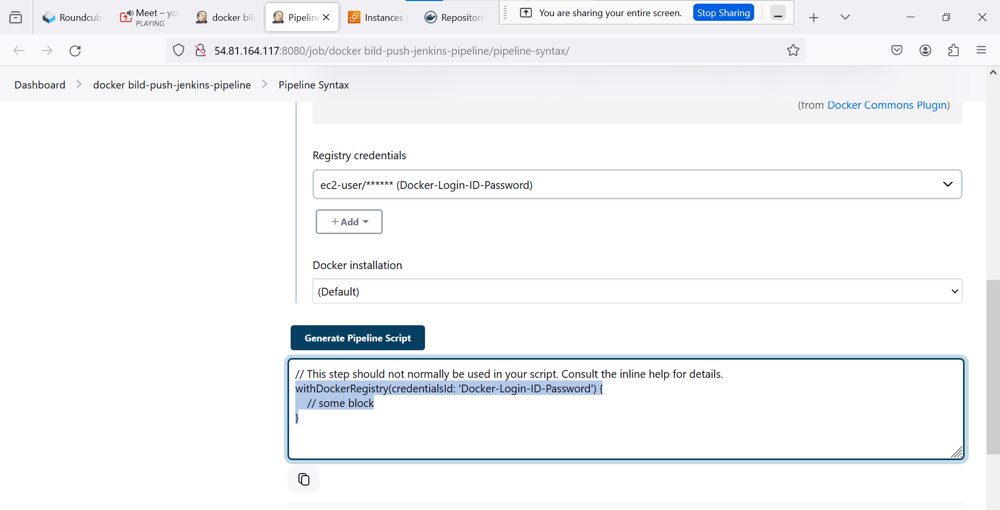 Roundcub
Meet – yos
PLAYING
docker bild
Pipeline
Instances
Repositori
You are sharing your entire screen.
Stop Sharing
54.81.164.117:8080/job/docker bild-push-jenkins-pipeline/pipeline-syntax/
Dashboard
docker bild-push-jenkins-pipeline
Pipeline Syntax
(from Docker Commons Plugin)
Registry credentials
ec2-user/****** (Docker-Login-ID-Password)
+ Add
Docker installation
(Default)
Generate Pipeline Script
// This step should not normally be used in your script. Consult the inline help for details.
withDockerRegistry(credentialsId: 'Docker-Login-ID-Password') {
// some block
}